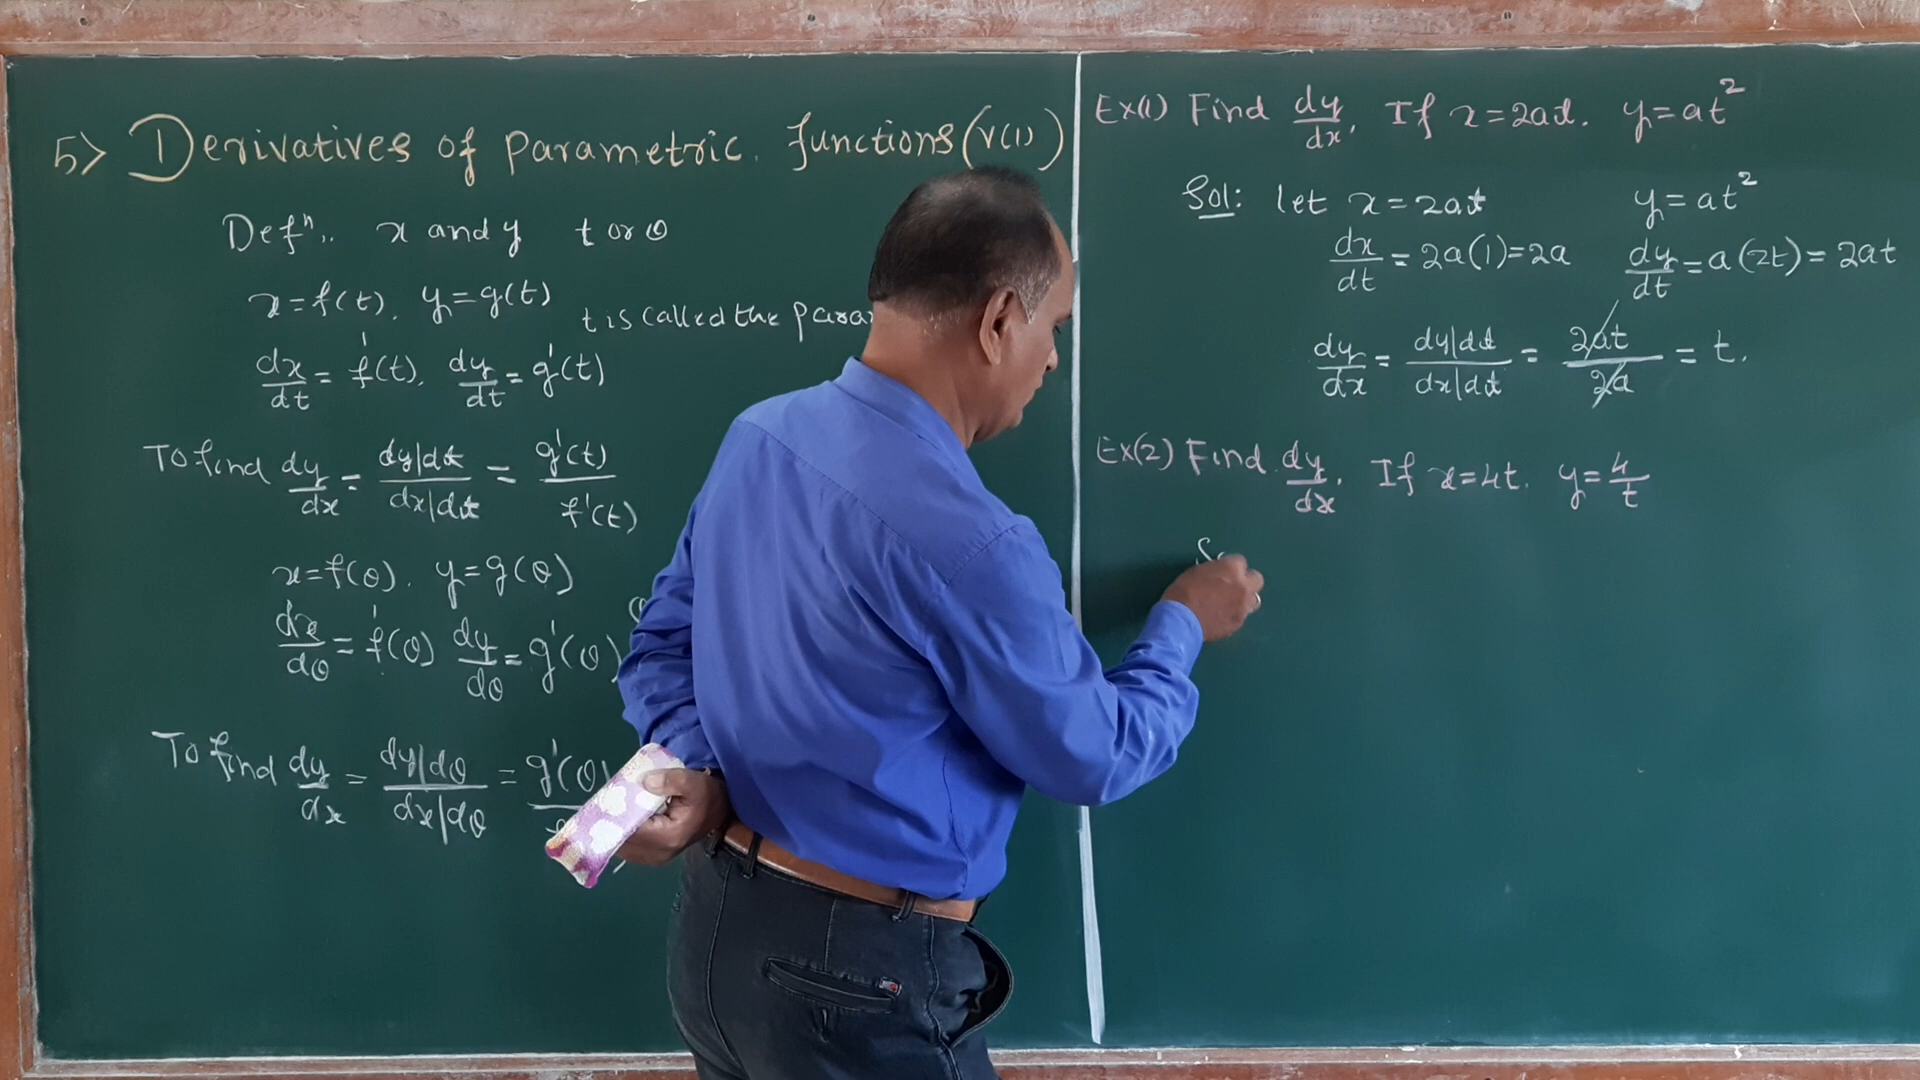 5> Derivatives of parametric. functions (V(1)
Defⁿ:. x and y t or θ
x=f(t). y=g(t)
t is called the
dx/dt = f'(t). dy/dt = g'(t)
To find dy/dx = dy|dt / dx|dt = g'(t) / f'(t)
x=f(θ). y=g(θ)
dx/dθ = f'(θ) dy/dθ = g'(θ)
To find dy/dx = dy|dθ / dx|dθ = g'(θ)
Ex(1) Find dy/dx. If x=2at. y=at²
Sol: let x=2at y=at²
dx/dt = 2a(1)=2a dy/dt = a(2t)= 2at
dy/dx = dy|dt / dx|dt = 2at / 2a = t.
Ex(2) Find dy/dx. If x=4t. y=4/t